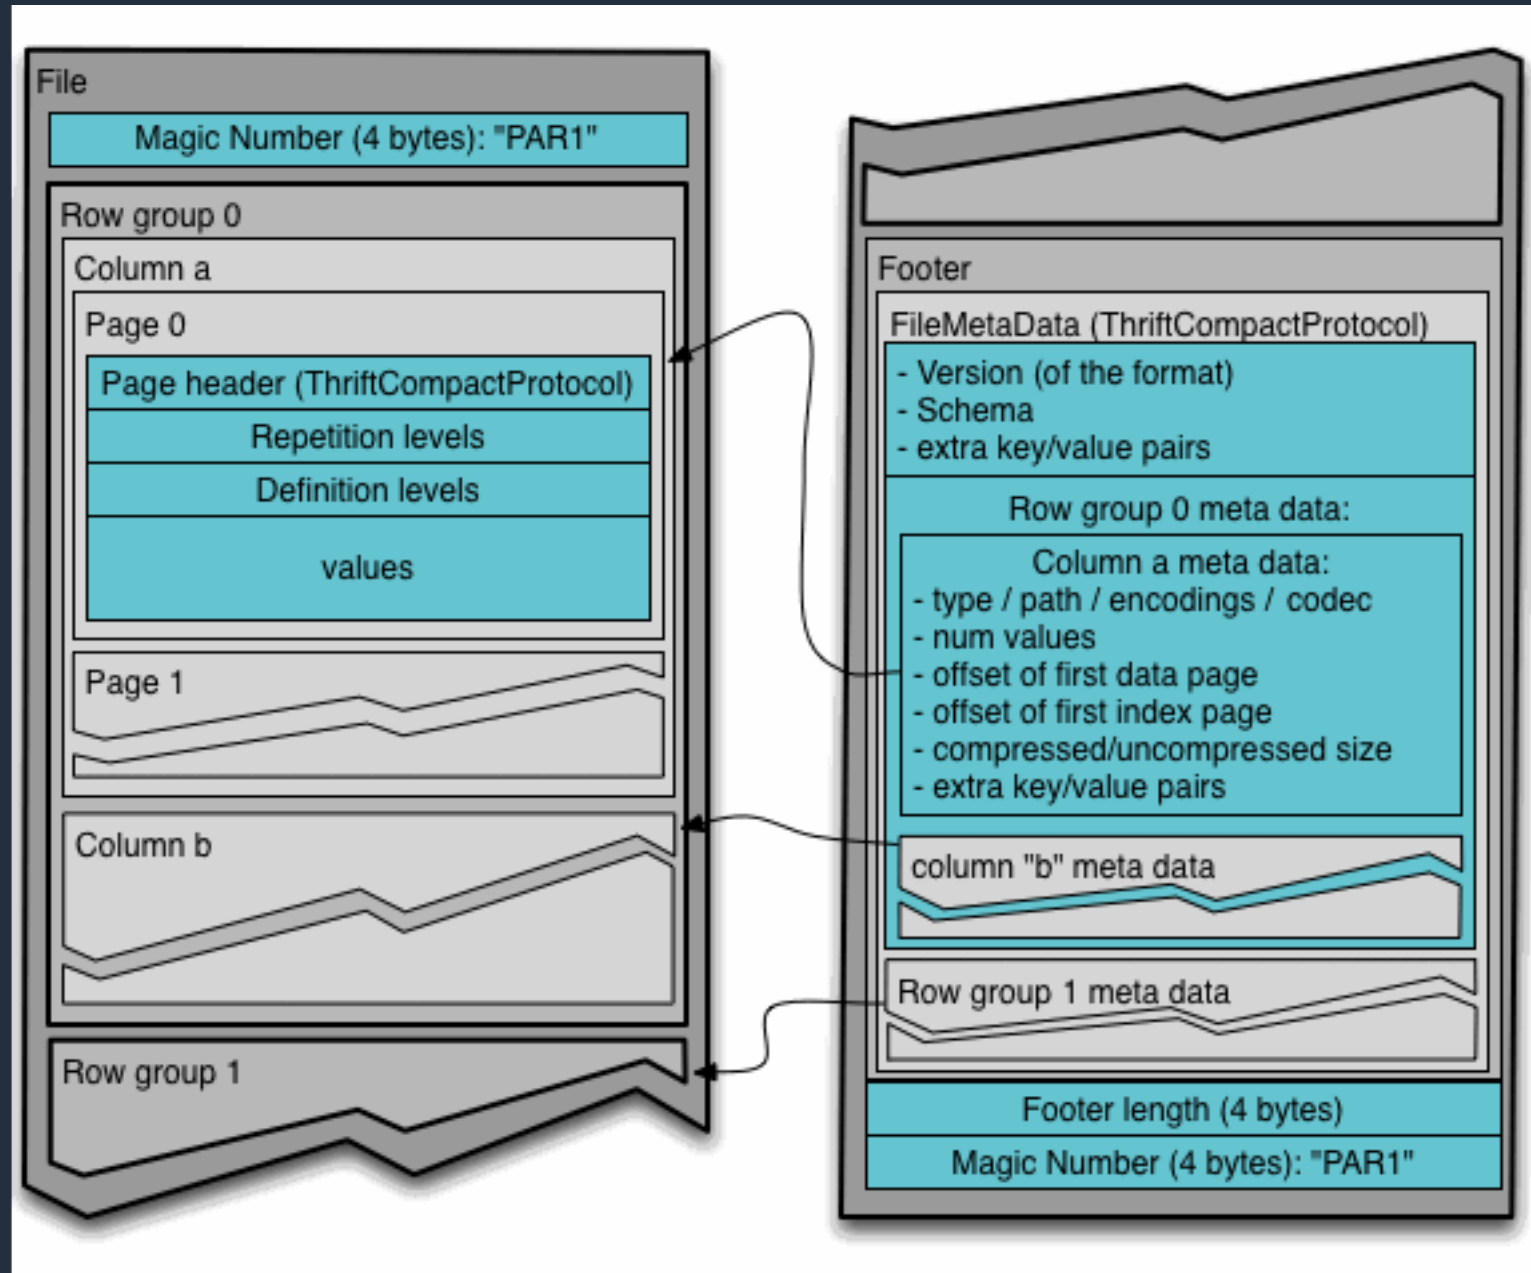 File
Magic Number (4 bytes): "PAR1"
Row group 0
Column a
Page 0
Page header (ThriftCompactProtocol)
Repetition levels
Definition levels
values
Page 1
Column b
Row group 1
Footer
FileMetaData (ThriftCompactProtocol)
- Version (of the format)
- Schema
- extra key/value pairs
Row group 0 meta data:
Column a meta data:
- type / path / encodings / codec
- num values
- offset of first data page
- offset of first index page
- compressed/uncompressed size
- extra key/value pairs
column "b" meta data
Row group 1 meta data
Footer length (4 bytes)
Magic Number (4 bytes): "PAR1"